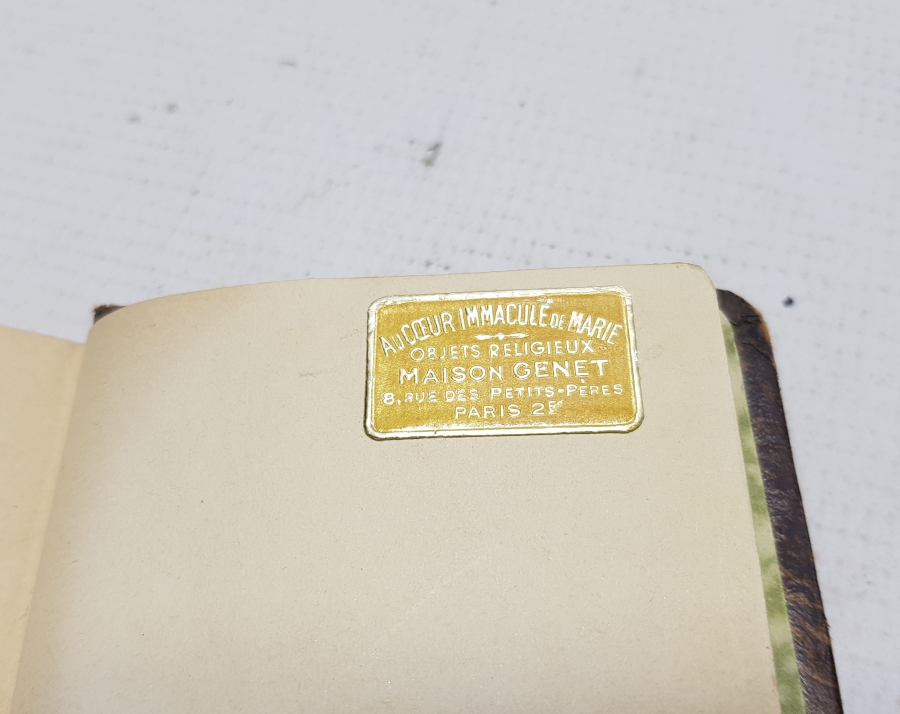 AU CŒUR IMMACULÉ DE MARIE
OBJETS RELIGIEUX
MAISON GENET
8, RUE DES PETITS-PÈRES
PARIS 2E